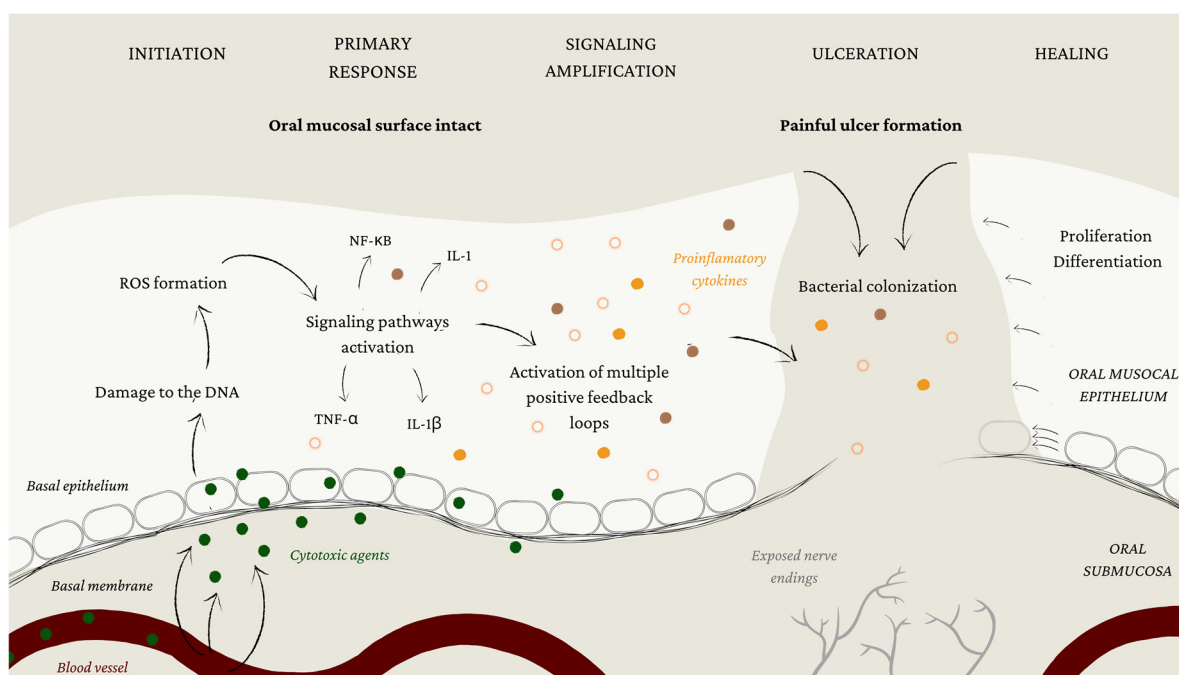 INITIATION
PRIMARY
RESPONSE
SIGNALING
AMPLIFICATION
ULCERATION
HEALING
Oral mucosal surface intact
Painful ulcer formation
NF-κB
IL-1
ROS formation
Signaling pathways
activation
Damage to the DNA
TNF-α
IL-1β
Proinflamatory
cytokines
Activation of multiple
positive feedback
loops
Bacterial colonization
Proliferation
Differentiation
ORAL MUSOCAL
EPITHELIUM
Basal epithelium
Cytotoxic agents
Basal membrane
Blood vessel
Exposed nerve
endings
ORAL
SUBMUCOSA